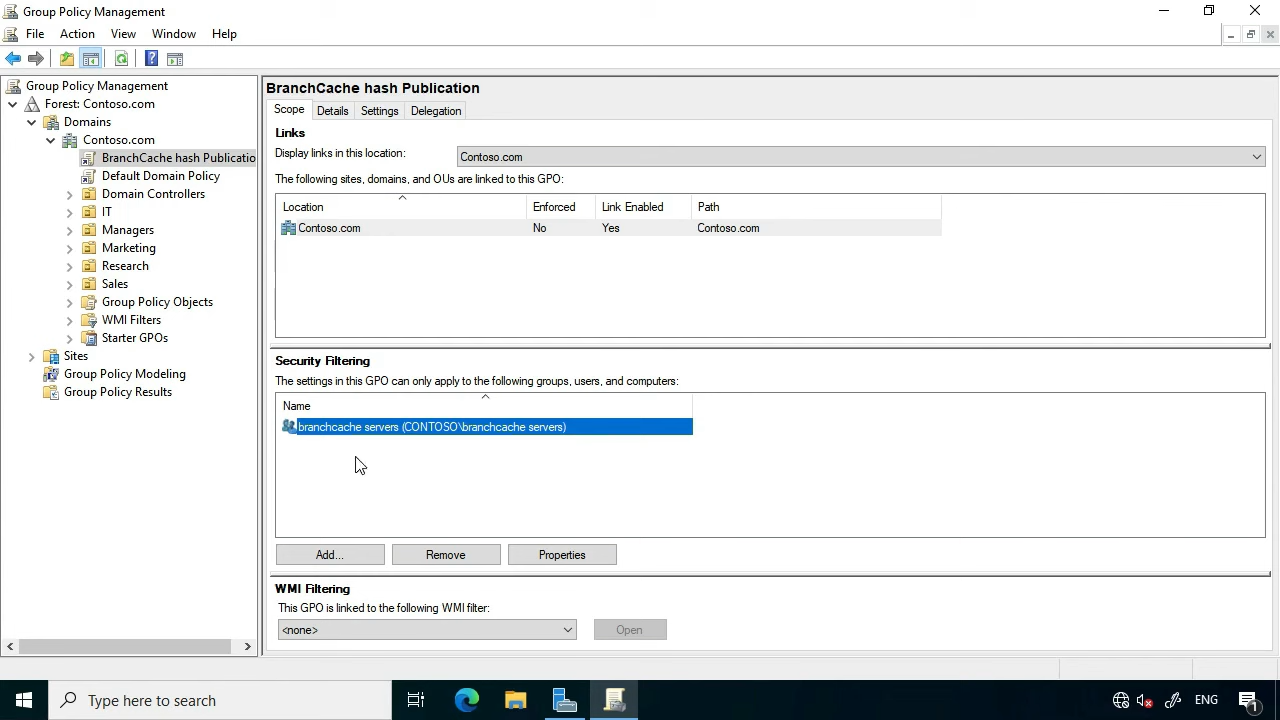 Group Policy Management
File Action View Window Help
Group Policy Management
Forest: Contoso.com
Domains
Contoso.com
BranchCache hash Publicatio
Default Domain Policy
Domain Controllers
IT
Managers
Marketing
Research
Sales
Group Policy Objects
WMI Filters
Starter GPOs
Sites
Group Policy Modeling
Group Policy Results
BranchCache hash Publication
Scope Details Settings Delegation
Links
Display links in this location: Contoso.com
The following sites, domains, and OUs are linked to this GPO:
Location Enforced Link Enabled Path
Contoso.com No Yes Contoso.com
Security Filtering
The settings in this GPO can only apply to the following groups, users, and computers:
Name
branchcache servers (CONTOSO\branchcache servers)
Add... Remove Properties
WMI Filtering
This GPO is linked to the following WMI filter:
<none> Open
Type here to search ENG 1